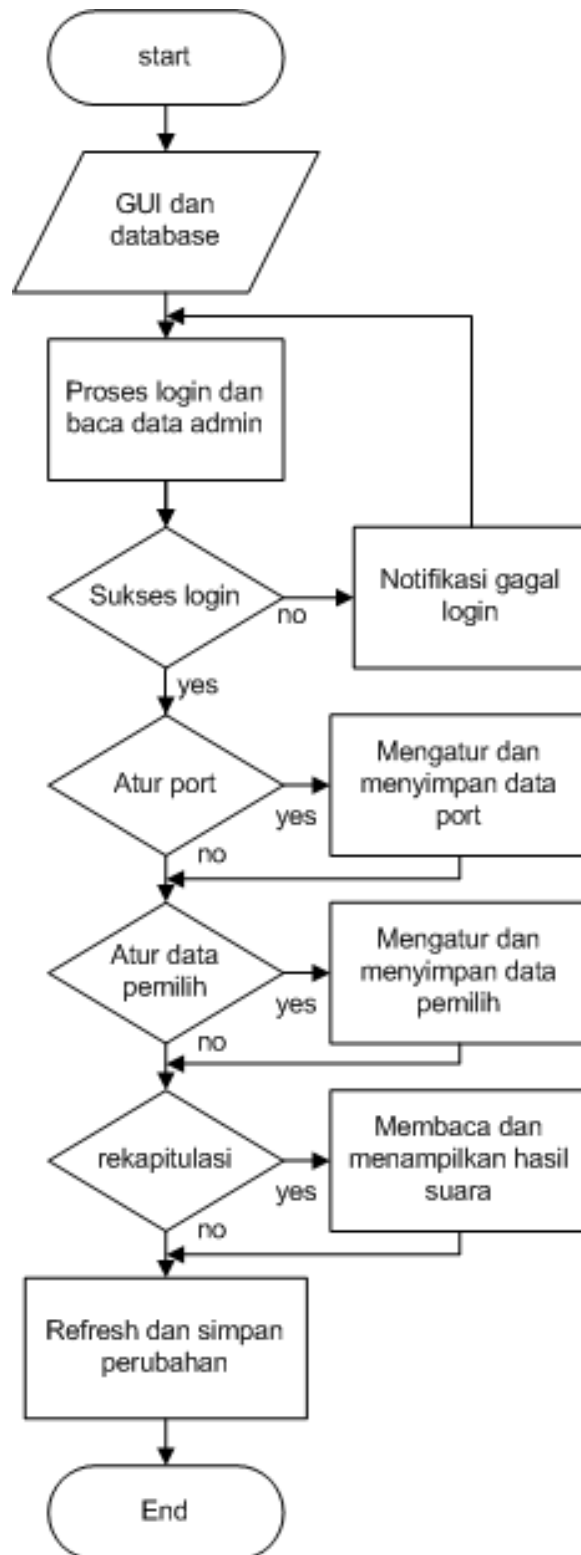 start
GUI dan
database
Proses login dan
baca data admin
Sukses login
no
Notifikasi gagal
login
yes
Atur port
yes
Mengatur dan
menyimpan data
port
no
Atur data
pemilih
yes
Mengatur dan
menyimpan data
pemilih
no
rekapitulasi
yes
Membaca dan
menampilkan hasil
suara
no
Refresh dan simpan
perubahan
End